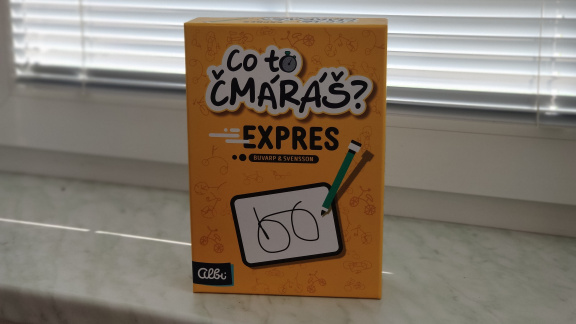 Co to
ČMÁRÁŠ?
EXPRES
BUVARP & SVENSSON
Albi